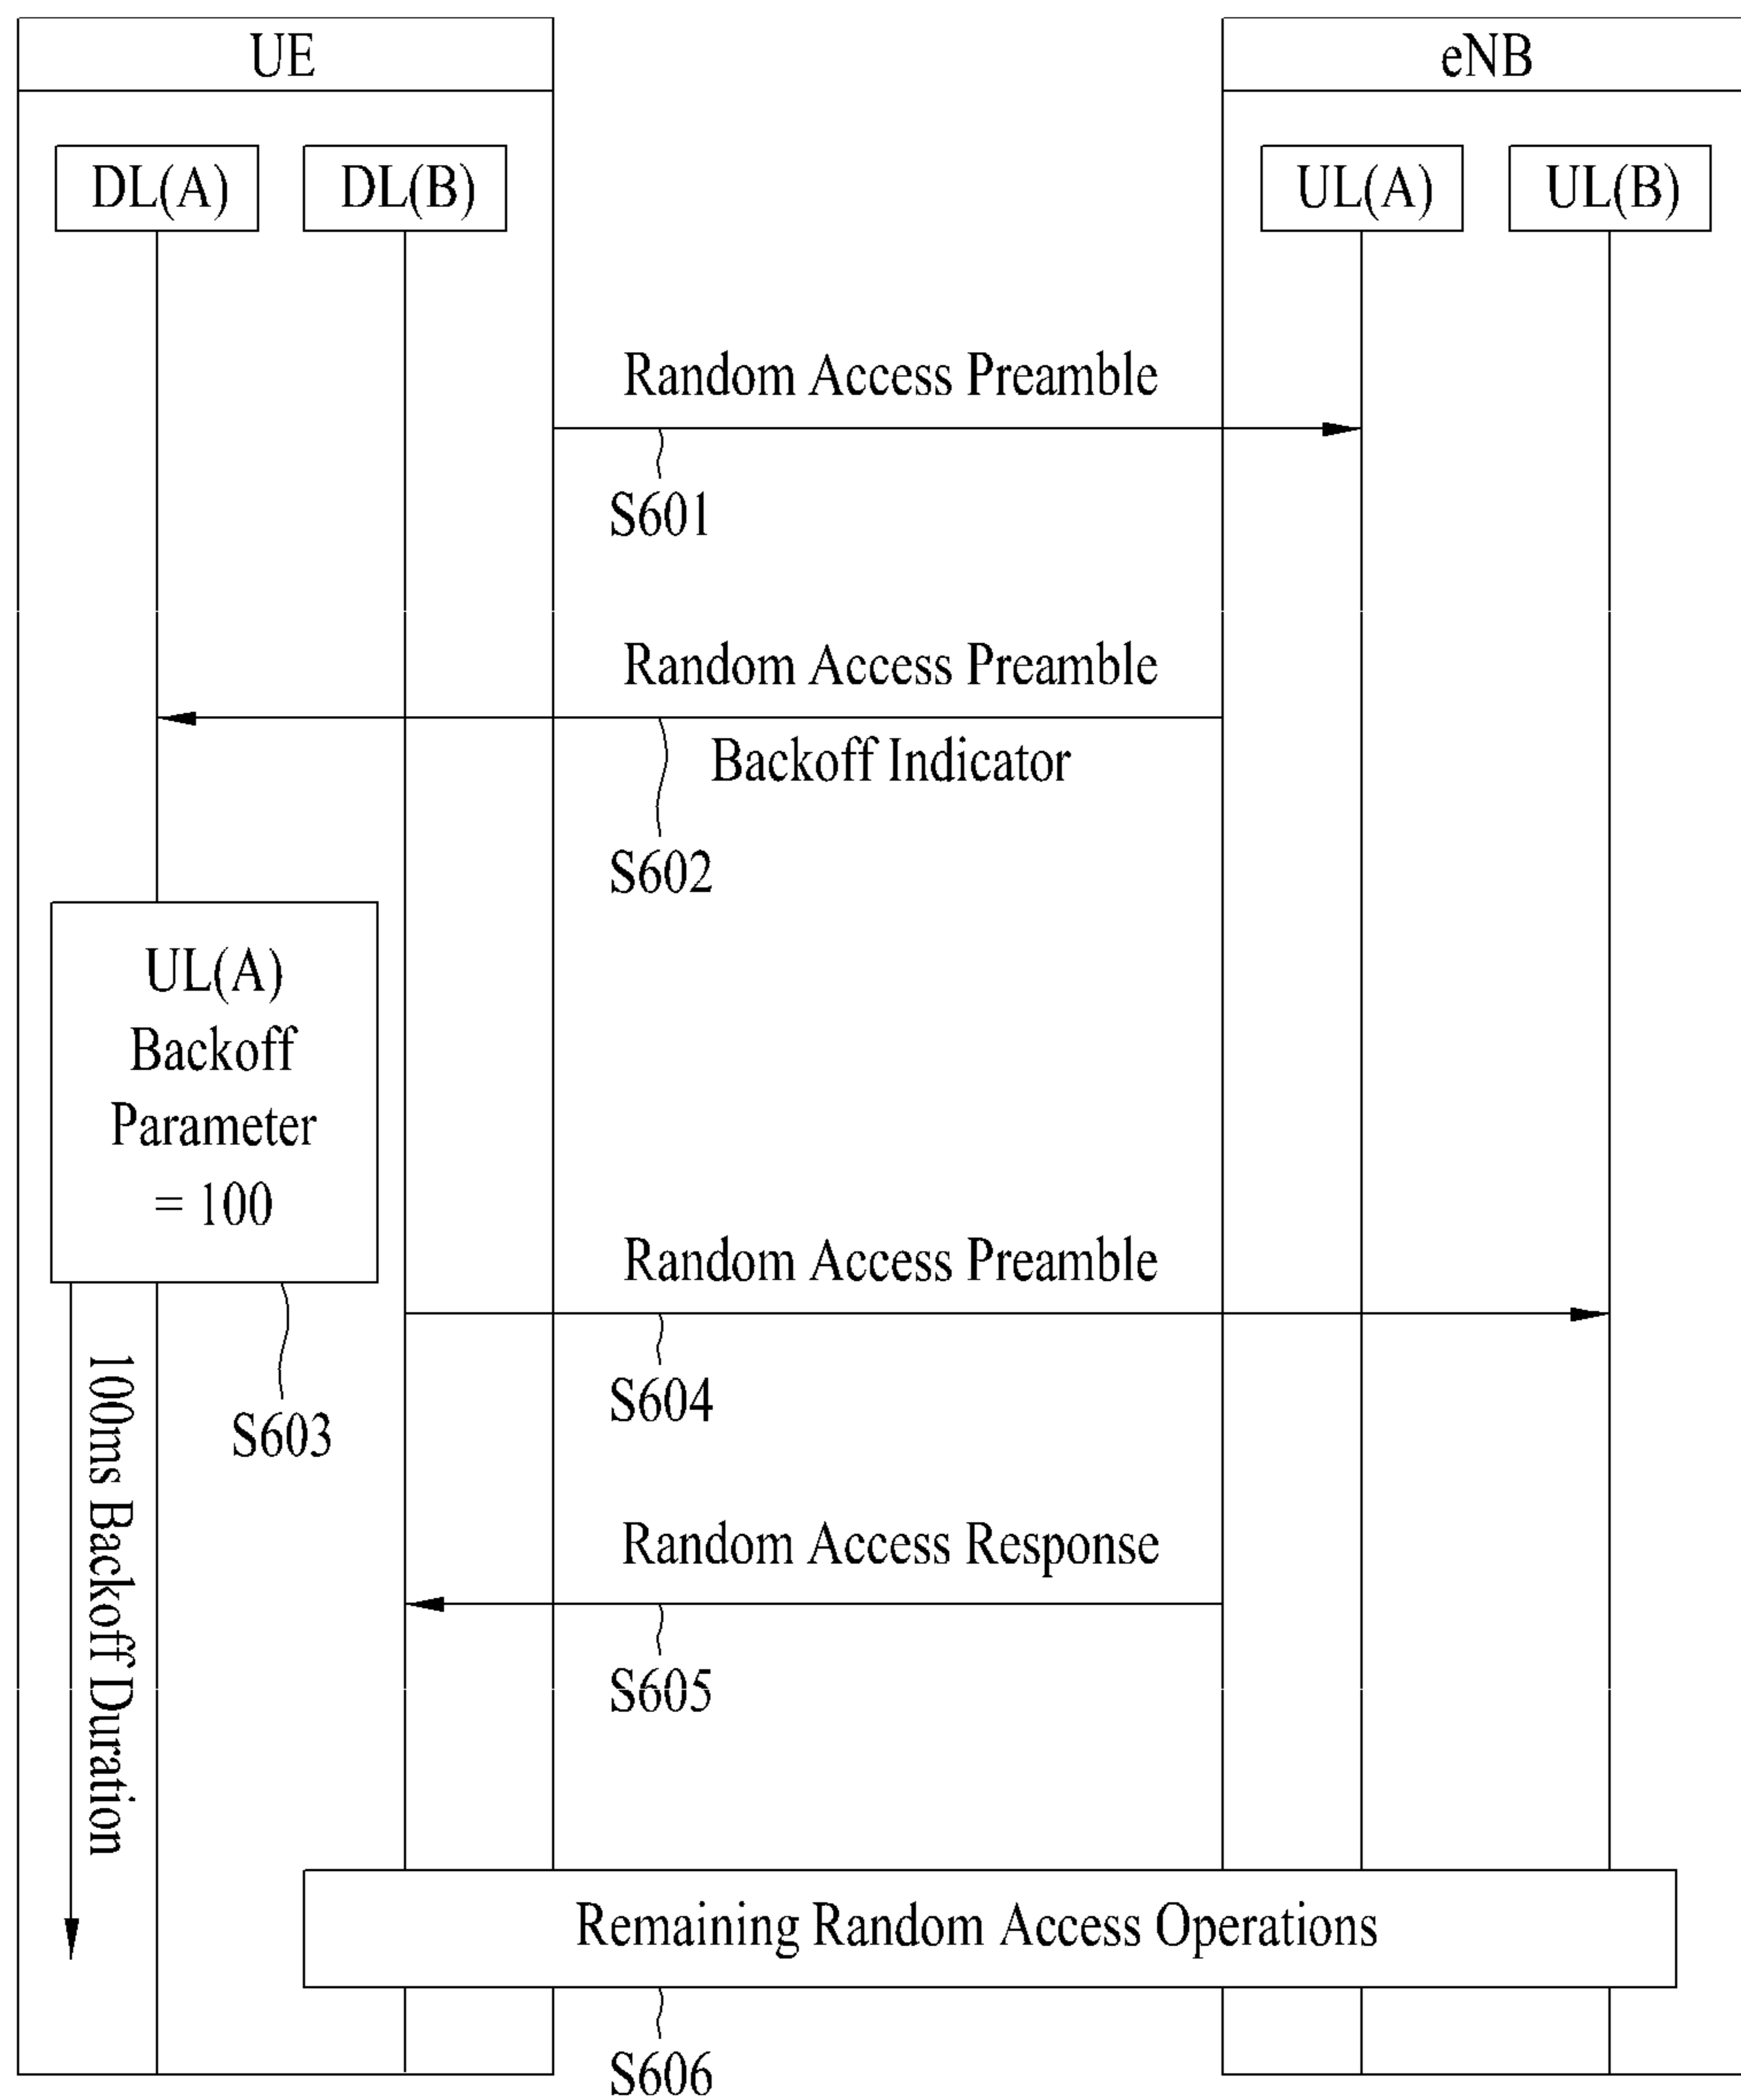 UE
eNB
DL(A)
DL(B)
UL(A)
UL(B)
Random Access Preamble
S601
Random Access Preamble
Backoff Indicator
S602
UL(A)
Backoff
Parameter
= 100
Random Access Preamble
S604
S603
100ms Backoff Duration
Random Access Response
S605
Remaining Random Access Operations
S606